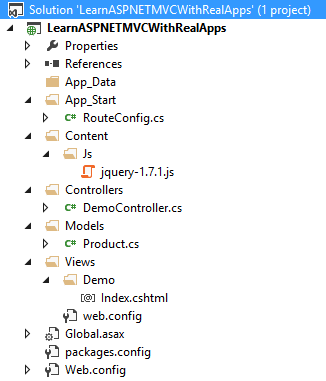 Solution 'LearnASPNETMVCWithRealApps' (1 project)
LearnASPNETMVCWithRealApps
Properties
References
App_Data
App_Start
C# RouteConfig.cs
Content
Js
jquery-1.7.1.js
Controllers
C# DemoController.cs
Models
C# Product.cs
Views
Demo
[@] Index.cshtml
web.config
Global.asax
packages.config
Web.config